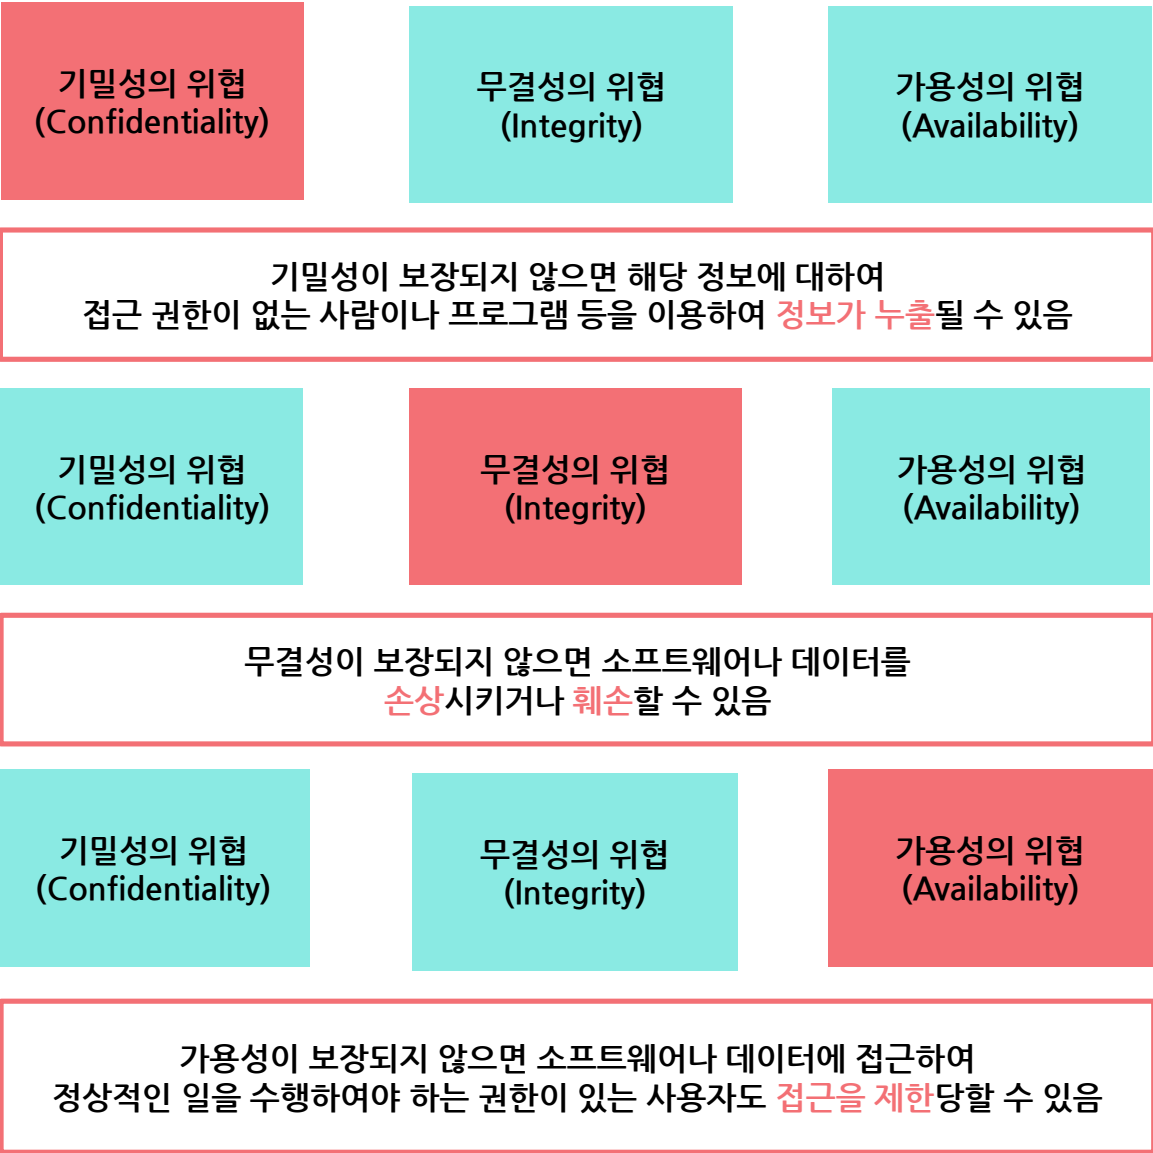 기밀성의 위협
(Confidentiality)
무결성의 위협
(Integrity)
가용성의 위협
(Availability)
기밀성이 보장되지 않으면 해당 정보에 대하여
접근 권한이 없는 사람이나 프로그램 등을 이용하여 정보가 누출될 수 있음
기밀성의 위협
(Confidentiality)
무결성의 위협
(Integrity)
가용성의 위협
(Availability)
무결성이 보장되지 않으면 소프트웨어나 데이터를
손상시키거나 훼손할 수 있음
기밀성의 위협
(Confidentiality)
무결성의 위협
(Integrity)
가용성의 위협
(Availability)
가용성이 보장되지 않으면 소프트웨어나 데이터에 접근하여
정상적인 일을 수행하여야 하는 권한이 있는 사용자도 접근을 제한당할 수 있음